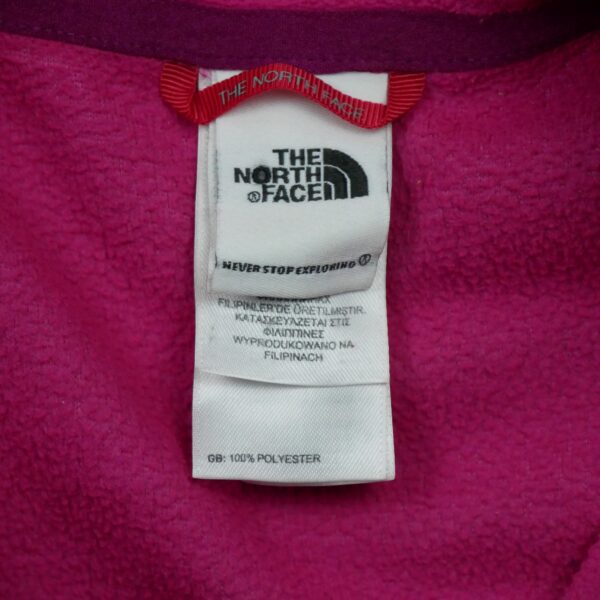 THE NORTH FACE
THE
NORTH
FACE®
NEVER STOP EXPLORING
FILIPINLER'DE ÜRETILMIŞTIR.
ΚΑΤΑΣΚΕΥΑΖΕΤΑΙ ΣΤΙΣ
ΦΙΛΙΠΠΙΝΕΣ
WYPRODUKOWANO NA
FILIPINACH
GB: 100% POLYESTER